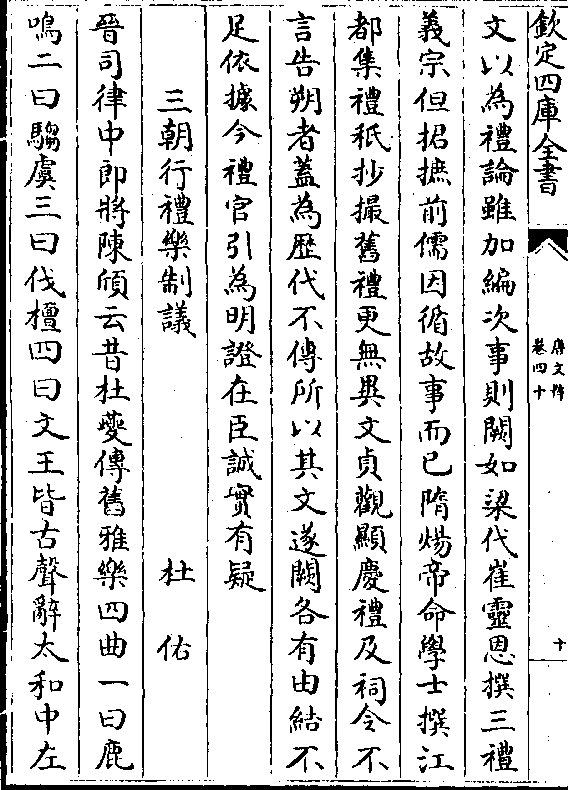 欽定四庫全書
唐文粹
卷四十
十
文以為禮論雖加編次事則闕如梁代崔靈恩撰三禮
義宗但捃摭前儒因循故事而已隋煬帝命學士撰江
都集禮秖抄撮舊禮更無異文貞觀顯慶禮及祠令不
言告朔者蓋為歴代不傳所以其文遂闕各有由結不
足依據今禮官引為明證在臣誠實有疑
三朝行禮樂制議 杜佑
晉司律中郎將陳頎云昔杜夔傳舊雅樂四曲一曰鹿
鳴二曰騶虞三曰伐檀四曰文王皆古聲辭太和中左